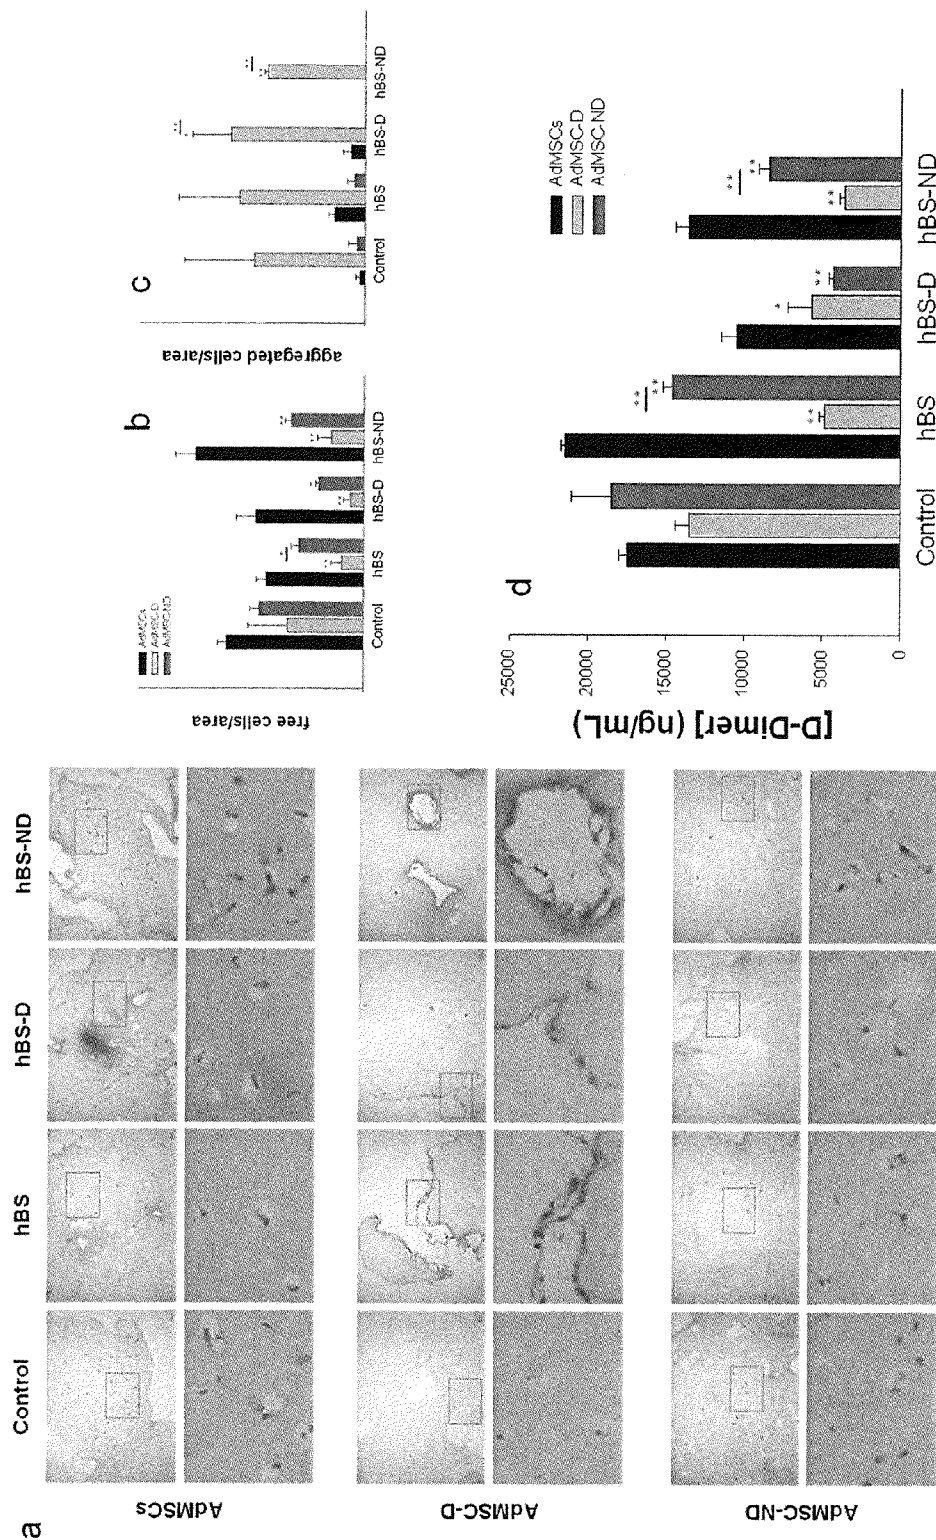 a
Control
hBS
hBS-D
hBS-ND
AdMSCs
AdMSC-D
AdMSC-ND
b
free cells/area
AdMSCs
AdMSC-D
AdMSC-ND
**
* **
**
*
** **
Control
hBS
hBS-D
hBS-ND
c
aggregated cells/area
* **
** **
Control
hBS
hBS-D
hBS-ND
d
[D-Dimer] (ng/mL)
25000
20000
15000
10000
5000
0
AdMSCs
AdMSC-D
AdMSC-ND
** ** **
* **
** ** **
Control
hBS
hBS-D
hBS-ND